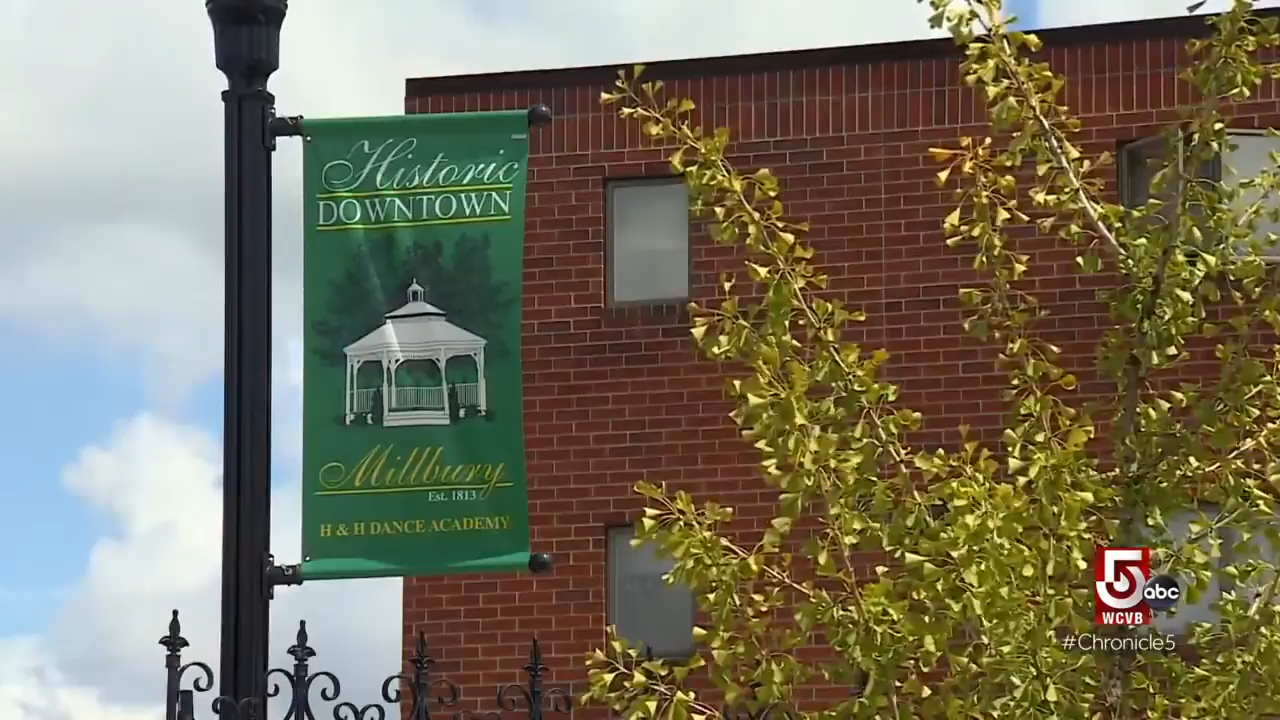 Historic
DOWNTOWN
Millbury
Est. 1813
H & H DANCE ACADEMY
5
abc
WCVB
#Chronicle5